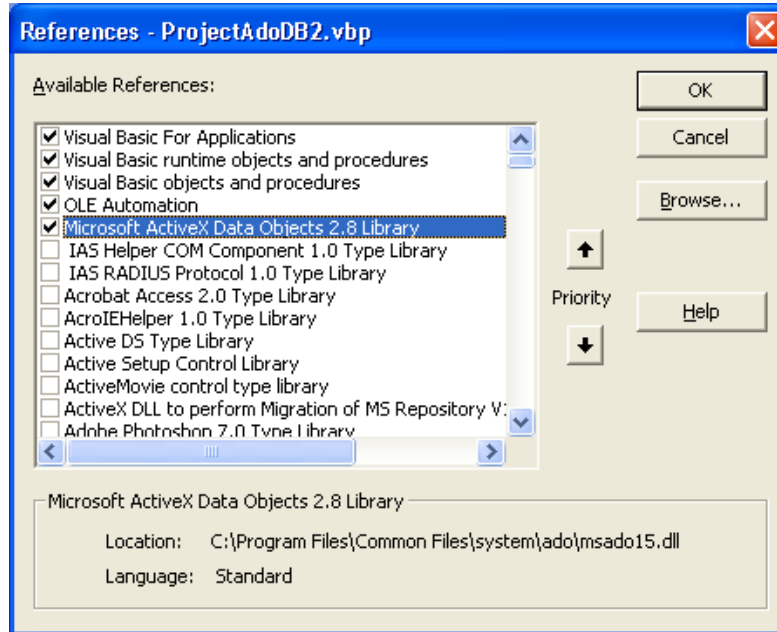 References - ProjectAdoDB2.vbp
Available References:
OK
Cancel
Browse...
Priority
Help
Visual Basic For Applications
Visual Basic runtime objects and procedures
Visual Basic objects and procedures
OLE Automation
Microsoft ActiveX Data Objects 2.8 Library
IAS Helper COM Component 1.0 Type Library
IAS RADIUS Protocol 1.0 Type Library
Acrobat Access 2.0 Type Library
AcroIEHelper 1.0 Type Library
Active DS Type Library
Active Setup Control Library
ActiveMovie control type library
ActiveX DLL to perform Migration of MS Repository V
Adobe Photoshop 7.0 Type Library
Microsoft ActiveX Data Objects 2.8 Library
Location: C:\Program Files\Common Files\system\ado\msado15.dll
Language: Standard